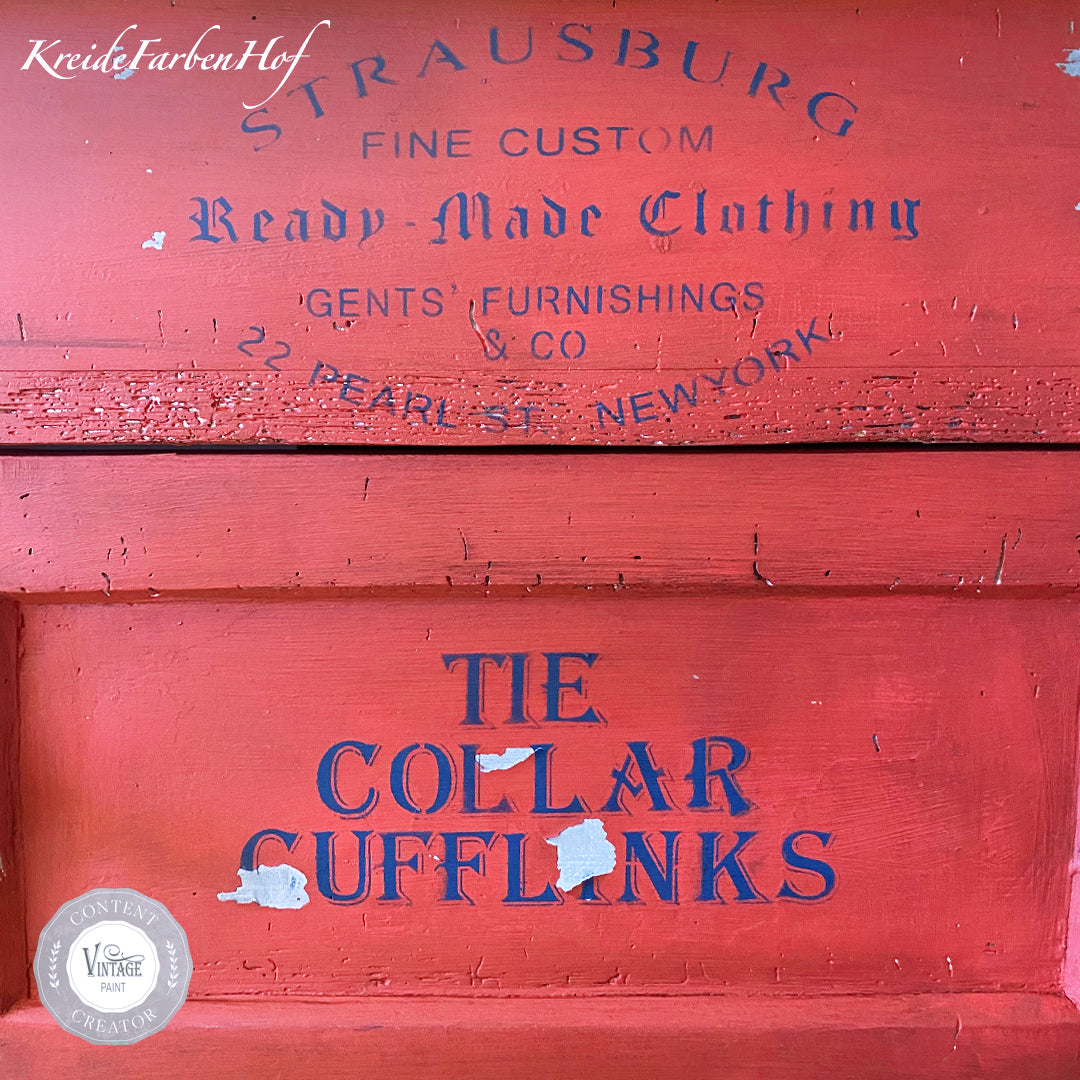 KreideFarbenHof
STRAUSBURG
FINE CUSTOM
Ready-Made Clothing
GENTS' FURNISHINGS
& CO
22 PEARL ST. NEWYORK
TIE
COLLAR
CUFFLINKS
CONTENT
VINTAGE
PAINT
CREATOR